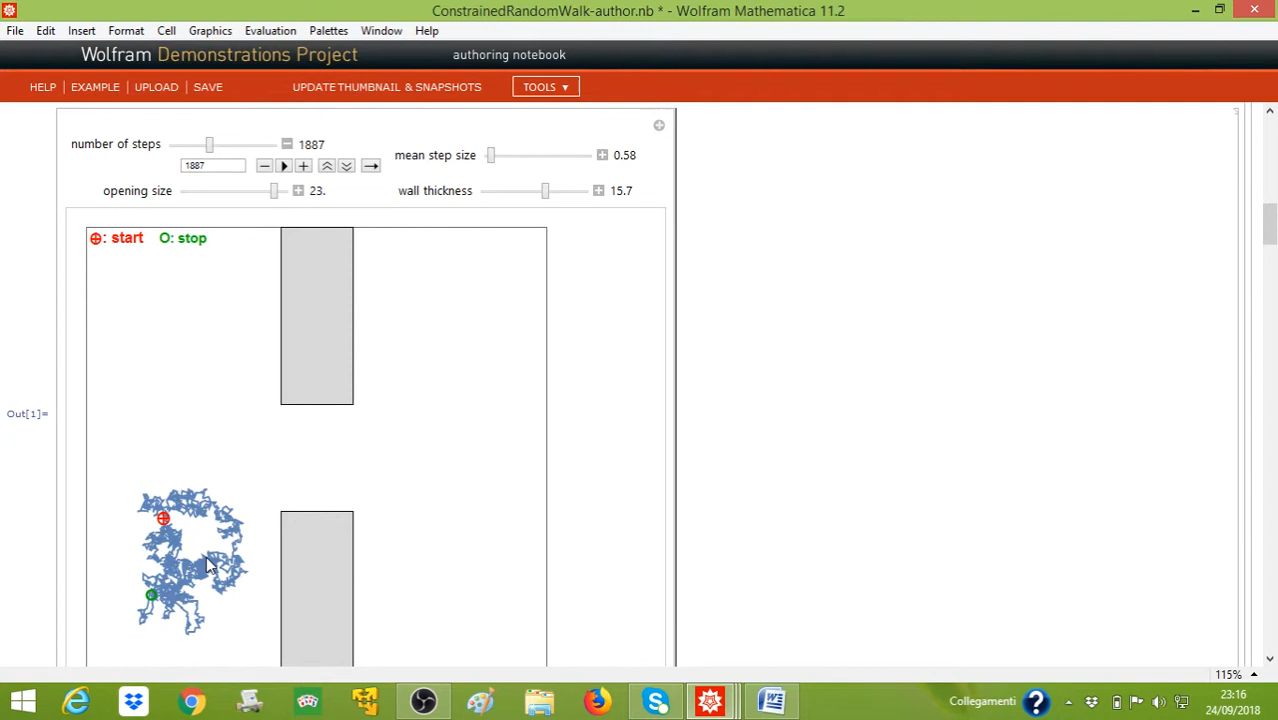 ConstrainedRandomWalk-author.nb * - Wolfram Mathematica 11.2
File Edit Insert Format Cell Graphics Evaluation Palettes Window Help
Wolfram Demonstrations Project authoring notebook
HELP EXAMPLE UPLOAD SAVE UPDATE THUMBNAIL & SNAPSHOTS TOOLS ▼
number of steps 1887
mean step size 0.58
1887
opening size 23.
wall thickness 15.7
⊕: start O: stop
Out[1]=
115%
Collegamenti
23:16
24/09/2018